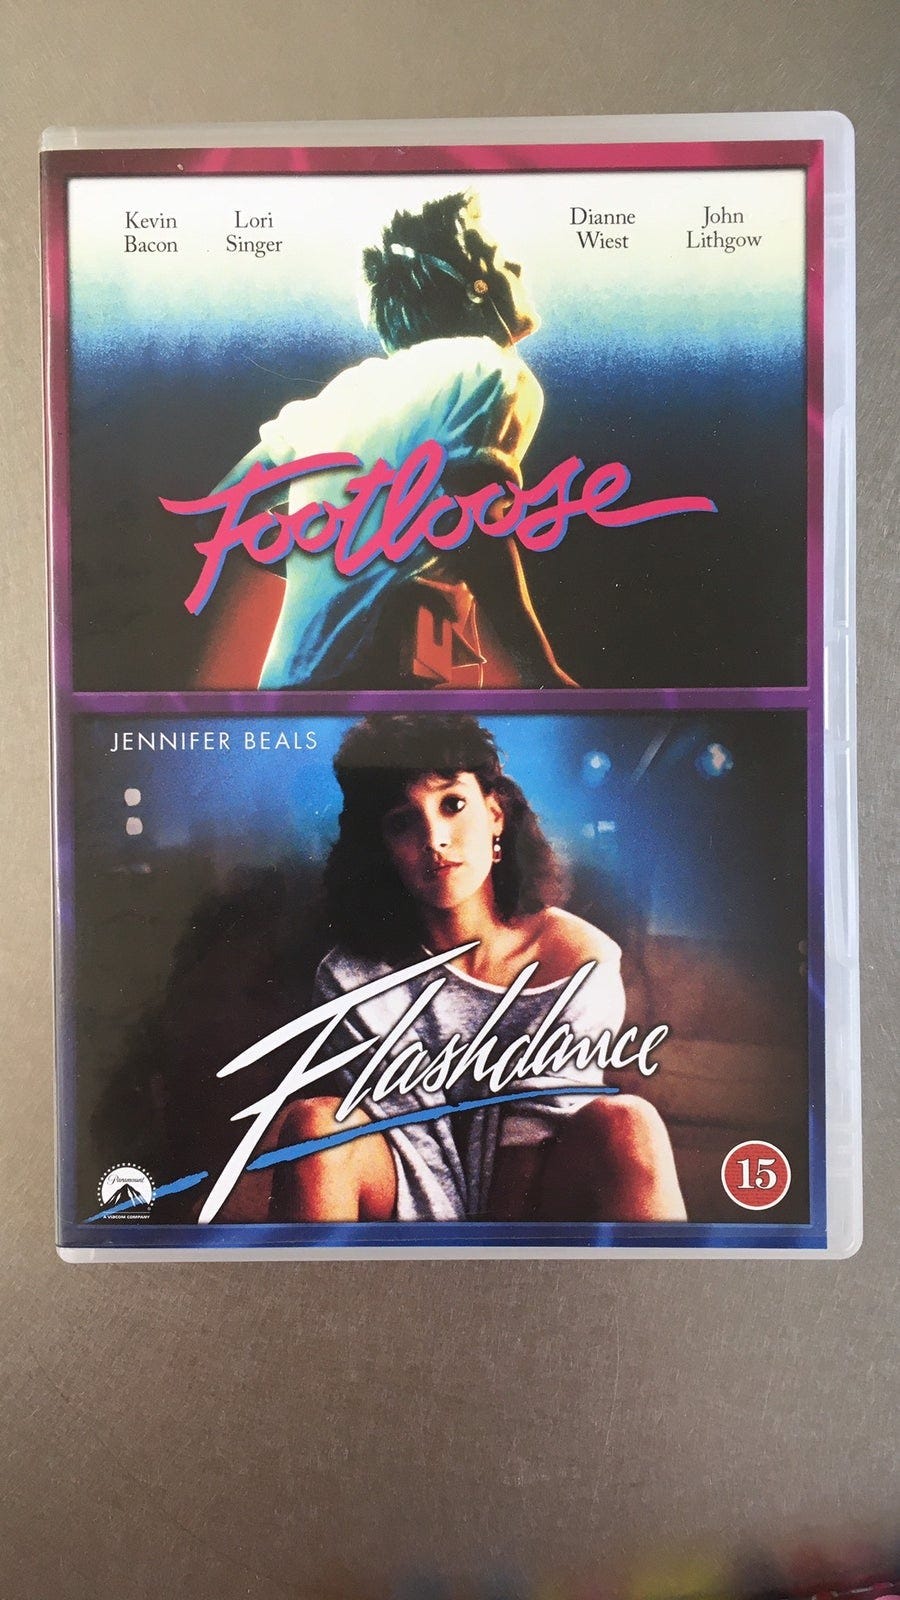 Kevin Bacon
Lori Singer
Dianne Wiest
John Lithgow
Footloose
JENNIFER BEALS
Flashdance
Paramount
A VIACOM COMPANY
15